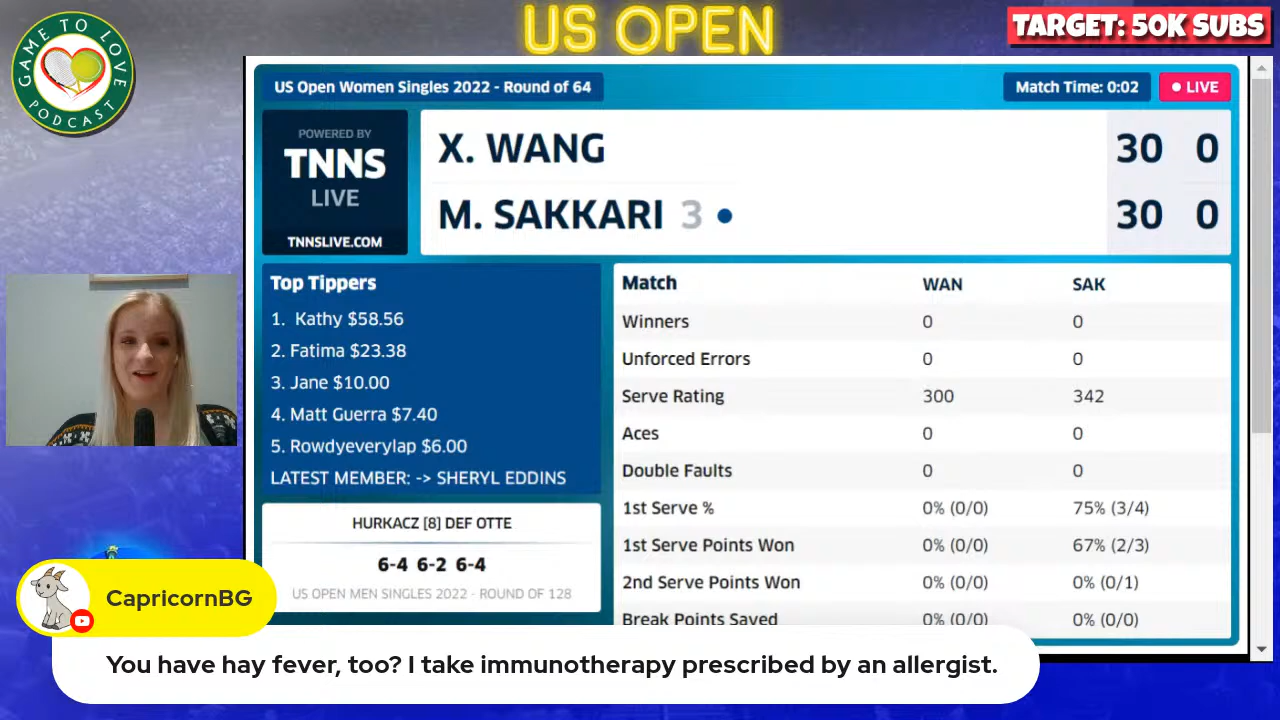 GAME TO LOVE
PODCAST
US OPEN
TARGET: 50K SUBS
US Open Women Singles 2022 - Round of 64
Match Time: 0:02
LIVE
POWERED BY
TNNS
LIVE
TNNSLIVE.COM
X. WANG 30 0
M. SAKKARI 3 30 0
Top Tippers
1. Kathy $58.56
2. Fatima $23.38
3. Jane $10.00
4. Matt Guerra $7.40
5. Rowdyeverylap $6.00
LATEST MEMBER: -> SHERYL EDDINS
HURKACZ [8] DEF OTTE
6-4 6-2 6-4
US OPEN MEN SINGLES 2022 - ROUND OF 128
Match WAN SAK
Winners 0 0
Unforced Errors 0 0
Serve Rating 300 342
Aces 0 0
Double Faults 0 0
1st Serve % 0% (0/0) 75% (3/4)
1st Serve Points Won 0% (0/0) 67% (2/3)
2nd Serve Points Won 0% (0/0) 0% (0/1)
Break Points Saved 0% (0/0) 0% (0/0)
CapricornBG
You have hay fever, too? I take immunotherapy prescribed by an allergist.